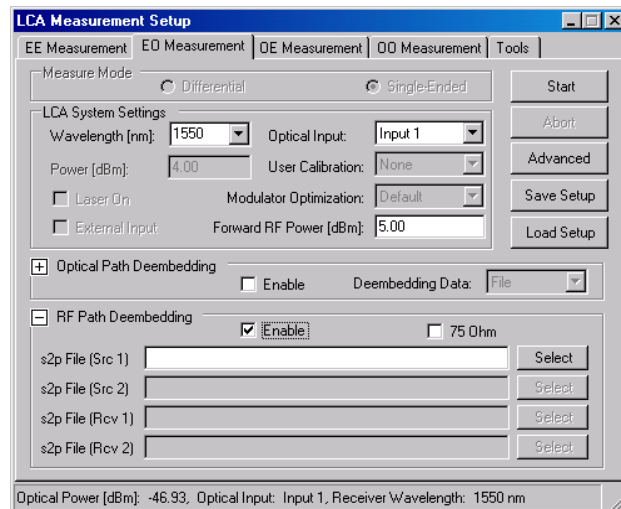 LCA Measurement Setup
EE Measurement EO Measurement OE Measurement OO Measurement Tools
Measure Mode
Differential Single-Ended Start
LCA System Settings
Wavelength [nm]: 1550 Optical Input: Input 1 Abort
Power [dBm]: 4.00 User Calibration: None Advanced
Laser On Modulator Optimization: Default Save Setup
External Input Forward RF Power [dBm]: 5.00 Load Setup
Optical Path Deembedding
Enable Deembedding Data: File
RF Path Deembedding
Enable 75 Ohm
s2p File (Src 1) Select
s2p File (Src 2) Select
s2p File (Rcv 1) Select
s2p File (Rcv 2) Select
Optical Power [dBm]: -46.93, Optical Input: Input 1, Receiver Wavelength: 1550 nm